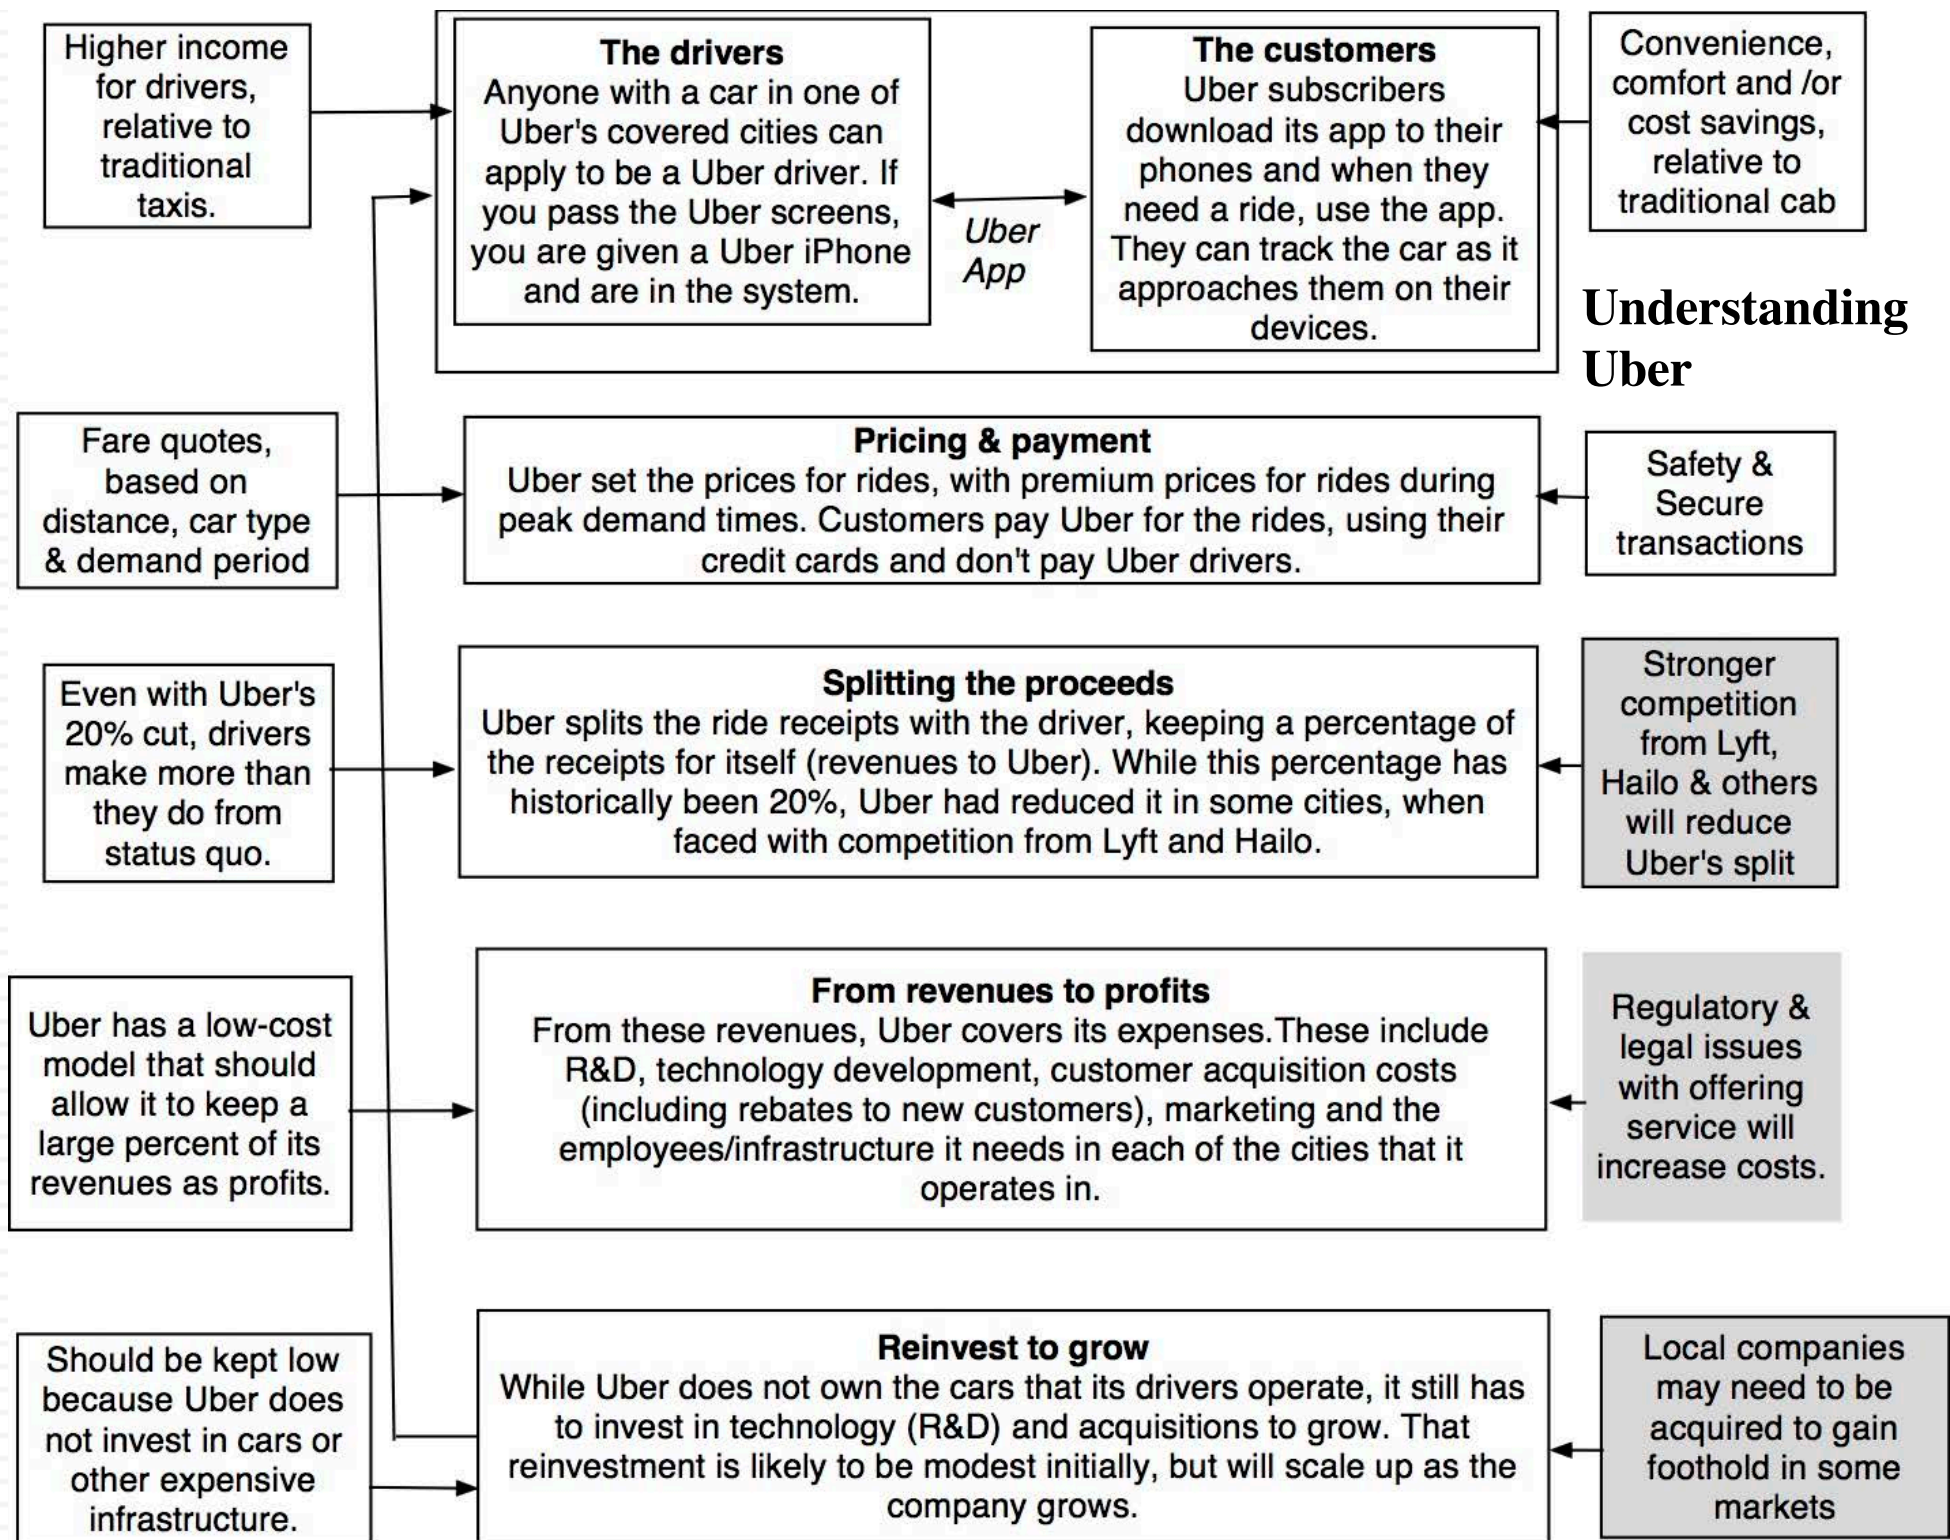 Higher income
for drivers,
relative to
traditional
taxis.
The drivers
Anyone with a car in one of
Uber's covered cities can
apply to be a Uber driver. If
you pass the Uber screens,
you are given a Uber iPhone
and are in the system.
Uber
App
The customers
Uber subscribers
download its app to their
phones and when they
need a ride, use the app.
They can track the car as it
approaches them on their
devices.
Convenience,
comfort and /or
cost savings,
relative to
traditional cab
Understanding
Uber
Fare quotes,
based on
distance, car type
& demand period
Pricing & payment
Uber set the prices for rides, with premium prices for rides during
peak demand times. Customers pay Uber for the rides, using their
credit cards and don't pay Uber drivers.
Safety &
Secure
transactions
Even with Uber's
20% cut, drivers
make more than
they do from
status quo.
Splitting the proceeds
Uber splits the ride receipts with the driver, keeping a percentage of
the receipts for itself (revenues to Uber). While this percentage has
historically been 20%, Uber had reduced it in some cities, when
faced with competition from Lyft and Hailo.
Stronger
competition
from Lyft,
Hailo & others
will reduce
Uber's split
Uber has a low-cost
model that should
allow it to keep a
large percent of its
revenues as profits.
From revenues to profits
From these revenues, Uber covers its expenses.These include
R&D, technology development, customer acquisition costs
(including rebates to new customers), marketing and the
employees/infrastructure it needs in each of the cities that it
operates in.
Regulatory &
legal issues
with offering
service will
increase costs.
Should be kept low
because Uber does
not invest in cars or
other expensive
infrastructure.
Reinvest to grow
While Uber does not own the cars that its drivers operate, it still has
to invest in technology (R&D) and acquisitions to grow. That
reinvestment is likely to be modest initially, but will scale up as the
company grows.
Local companies
may need to be
acquired to gain
foothold in some
markets